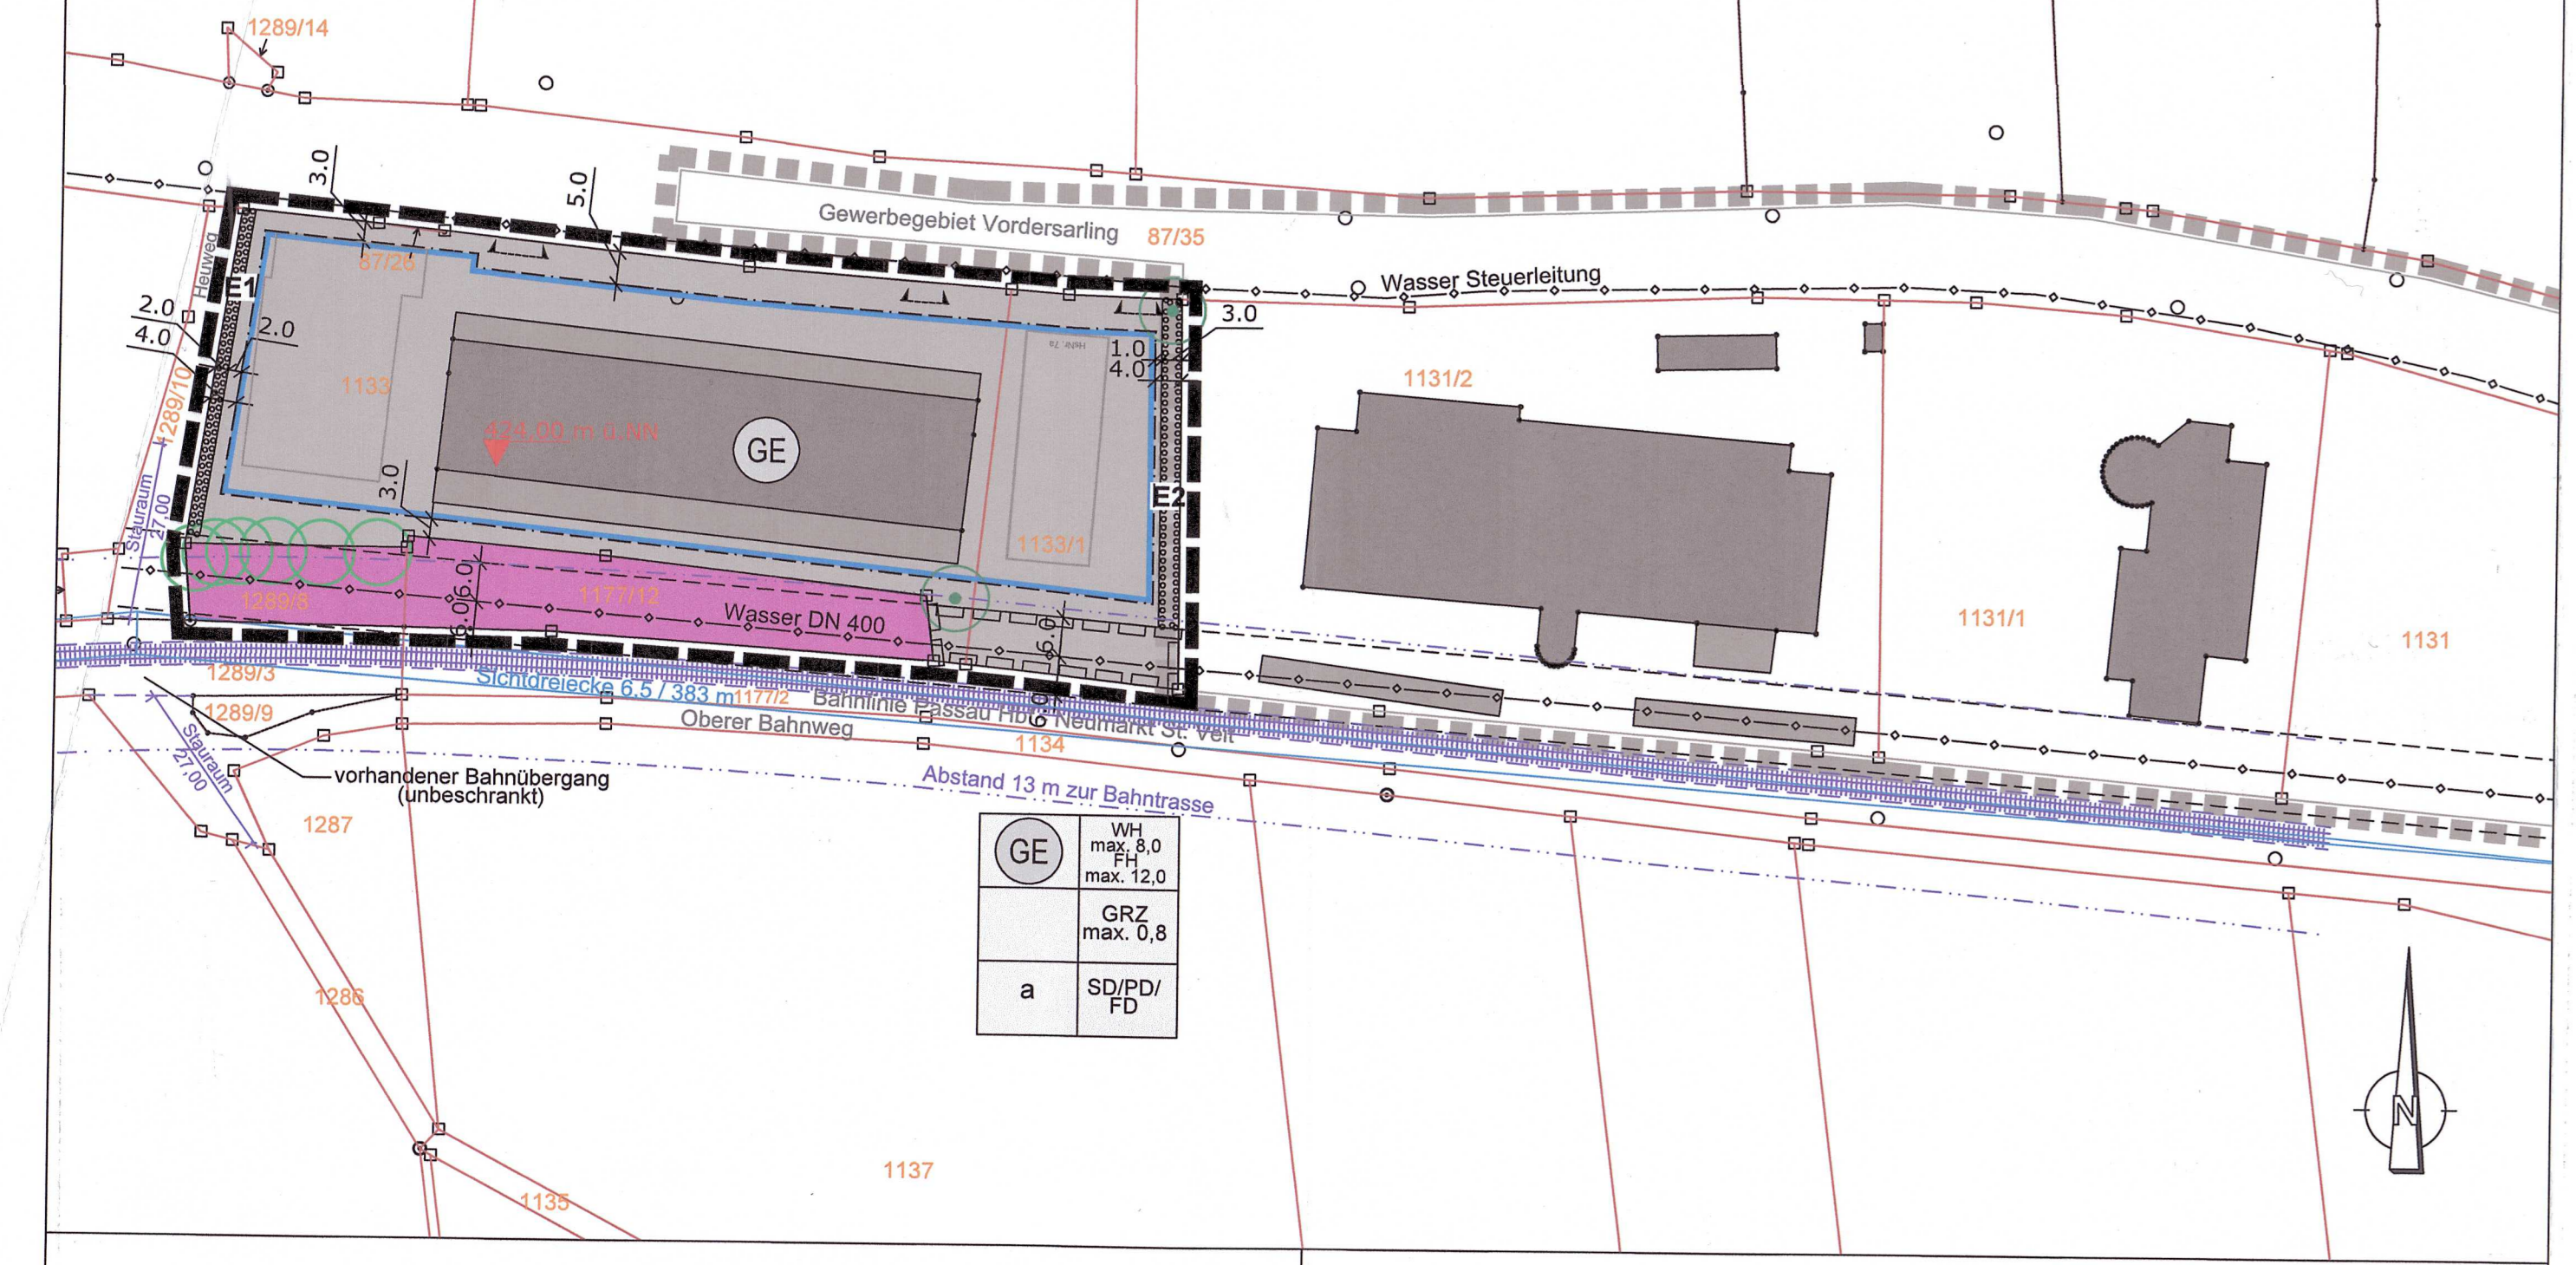 1289/14
3.0
5.0
Gewerbegebiet Vordersarling
87/35
Heuweg
87/26
E1
Wasser Steuerleitung
2.0
4.0
2.0
3.0
1.0
4.0
HsNr. 7a
1289/10
1133
1131/2
474,00 m ü.NN
GE
3.0
E2
Stauraum
27,00
1133/1
6.0
6.0
1289/8
1177/12
Wasser DN 400
6.0
6.0
1131/1
1131
1289/3
Sichtdreiecke 6.5 / 383 m
1177/2
Bahnlinie Passau Hbf - Neumarkt St. Veit
1289/9
Oberer Bahnweg
1134
Stauraum
27,00
vorhandener Bahnübergang
(unbeschrankt)
Abstand 13 m zur Bahntrasse
1287
GE
WH
max. 8,0
FH
max. 12,0
GRZ
max. 0,8
a
SD/PD/
FD
1286
N
1137
1135